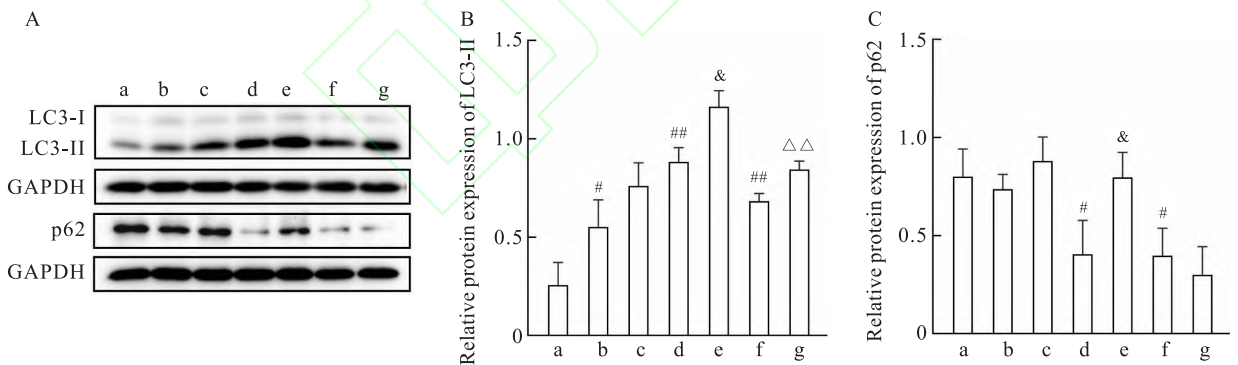 A
a b c d e f g
LC3-I
LC3-II
GAPDH
p62
GAPDH
B
Relative protein expression of LC3-II
1.5
1.0
0.5
0
#
##
&
##
△△
a b c d e f g
C
Relative protein expression of p62
1.5
1.0
0.5
0
#
&
#
a b c d e f g